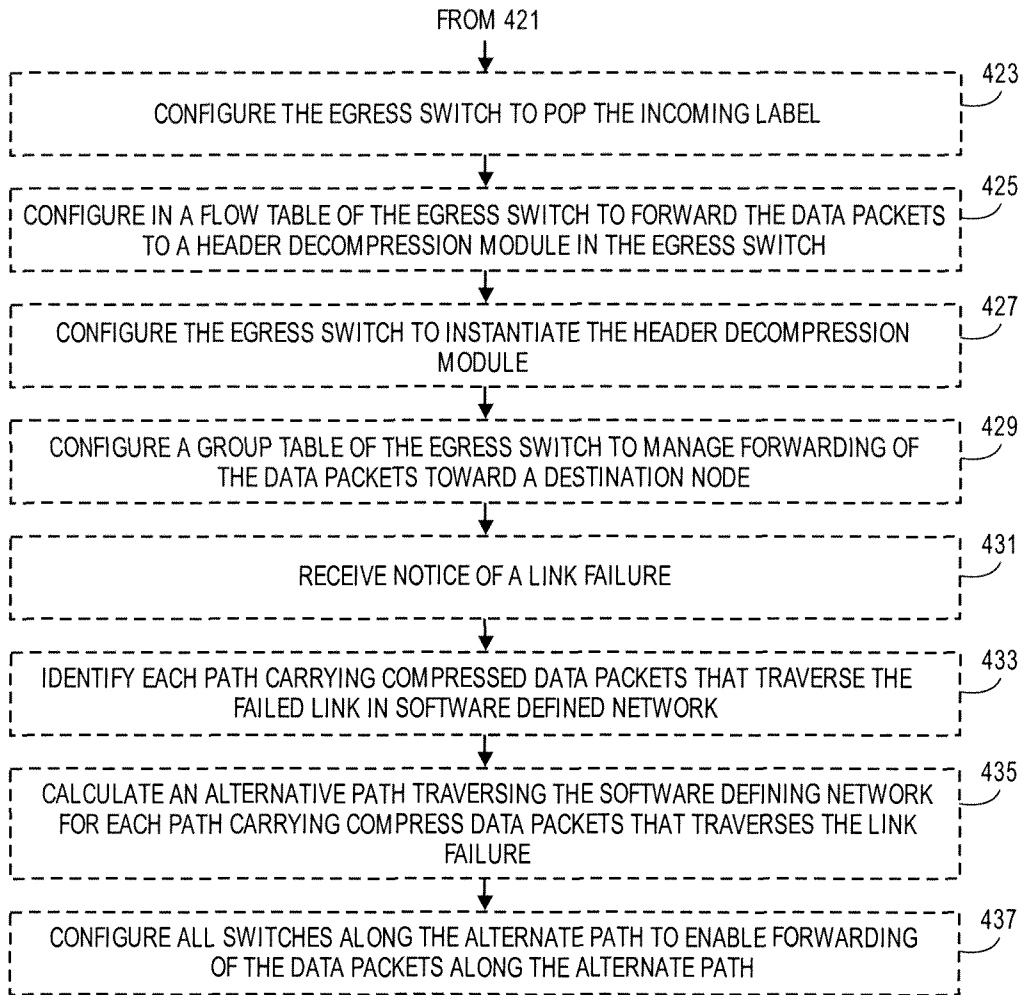 FROM 421
423
CONFIGURE THE EGRESS SWITCH TO POP THE INCOMING LABEL
425
CONFIGURE IN A FLOW TABLE OF THE EGRESS SWITCH TO FORWARD THE DATA PACKETS
TO A HEADER DECOMPRESSION MODULE IN THE EGRESS SWITCH
427
CONFIGURE THE EGRESS SWITCH TO INSTANTIATE THE HEADER DECOMPRESSION
MODULE
429
CONFIGURE A GROUP TABLE OF THE EGRESS SWITCH TO MANAGE FORWARDING OF
THE DATA PACKETS TOWARD A DESTINATION NODE
431
RECEIVE NOTICE OF A LINK FAILURE
433
IDENTIFY EACH PATH CARRYING COMPRESSED DATA PACKETS THAT TRAVERSE THE
FAILED LINK IN SOFTWARE DEFINED NETWORK
435
CALCULATE AN ALTERNATIVE PATH TRAVERSING THE SOFTWARE DEFINING NETWORK
FOR EACH PATH CARRYING COMPRESS DATA PACKETS THAT TRAVERSES THE LINK
FAILURE
437
CONFIGURE ALL SWITCHES ALONG THE ALTERNATE PATH TO ENABLE FORWARDING
OF THE DATA PACKETS ALONG THE ALTERNATE PATH